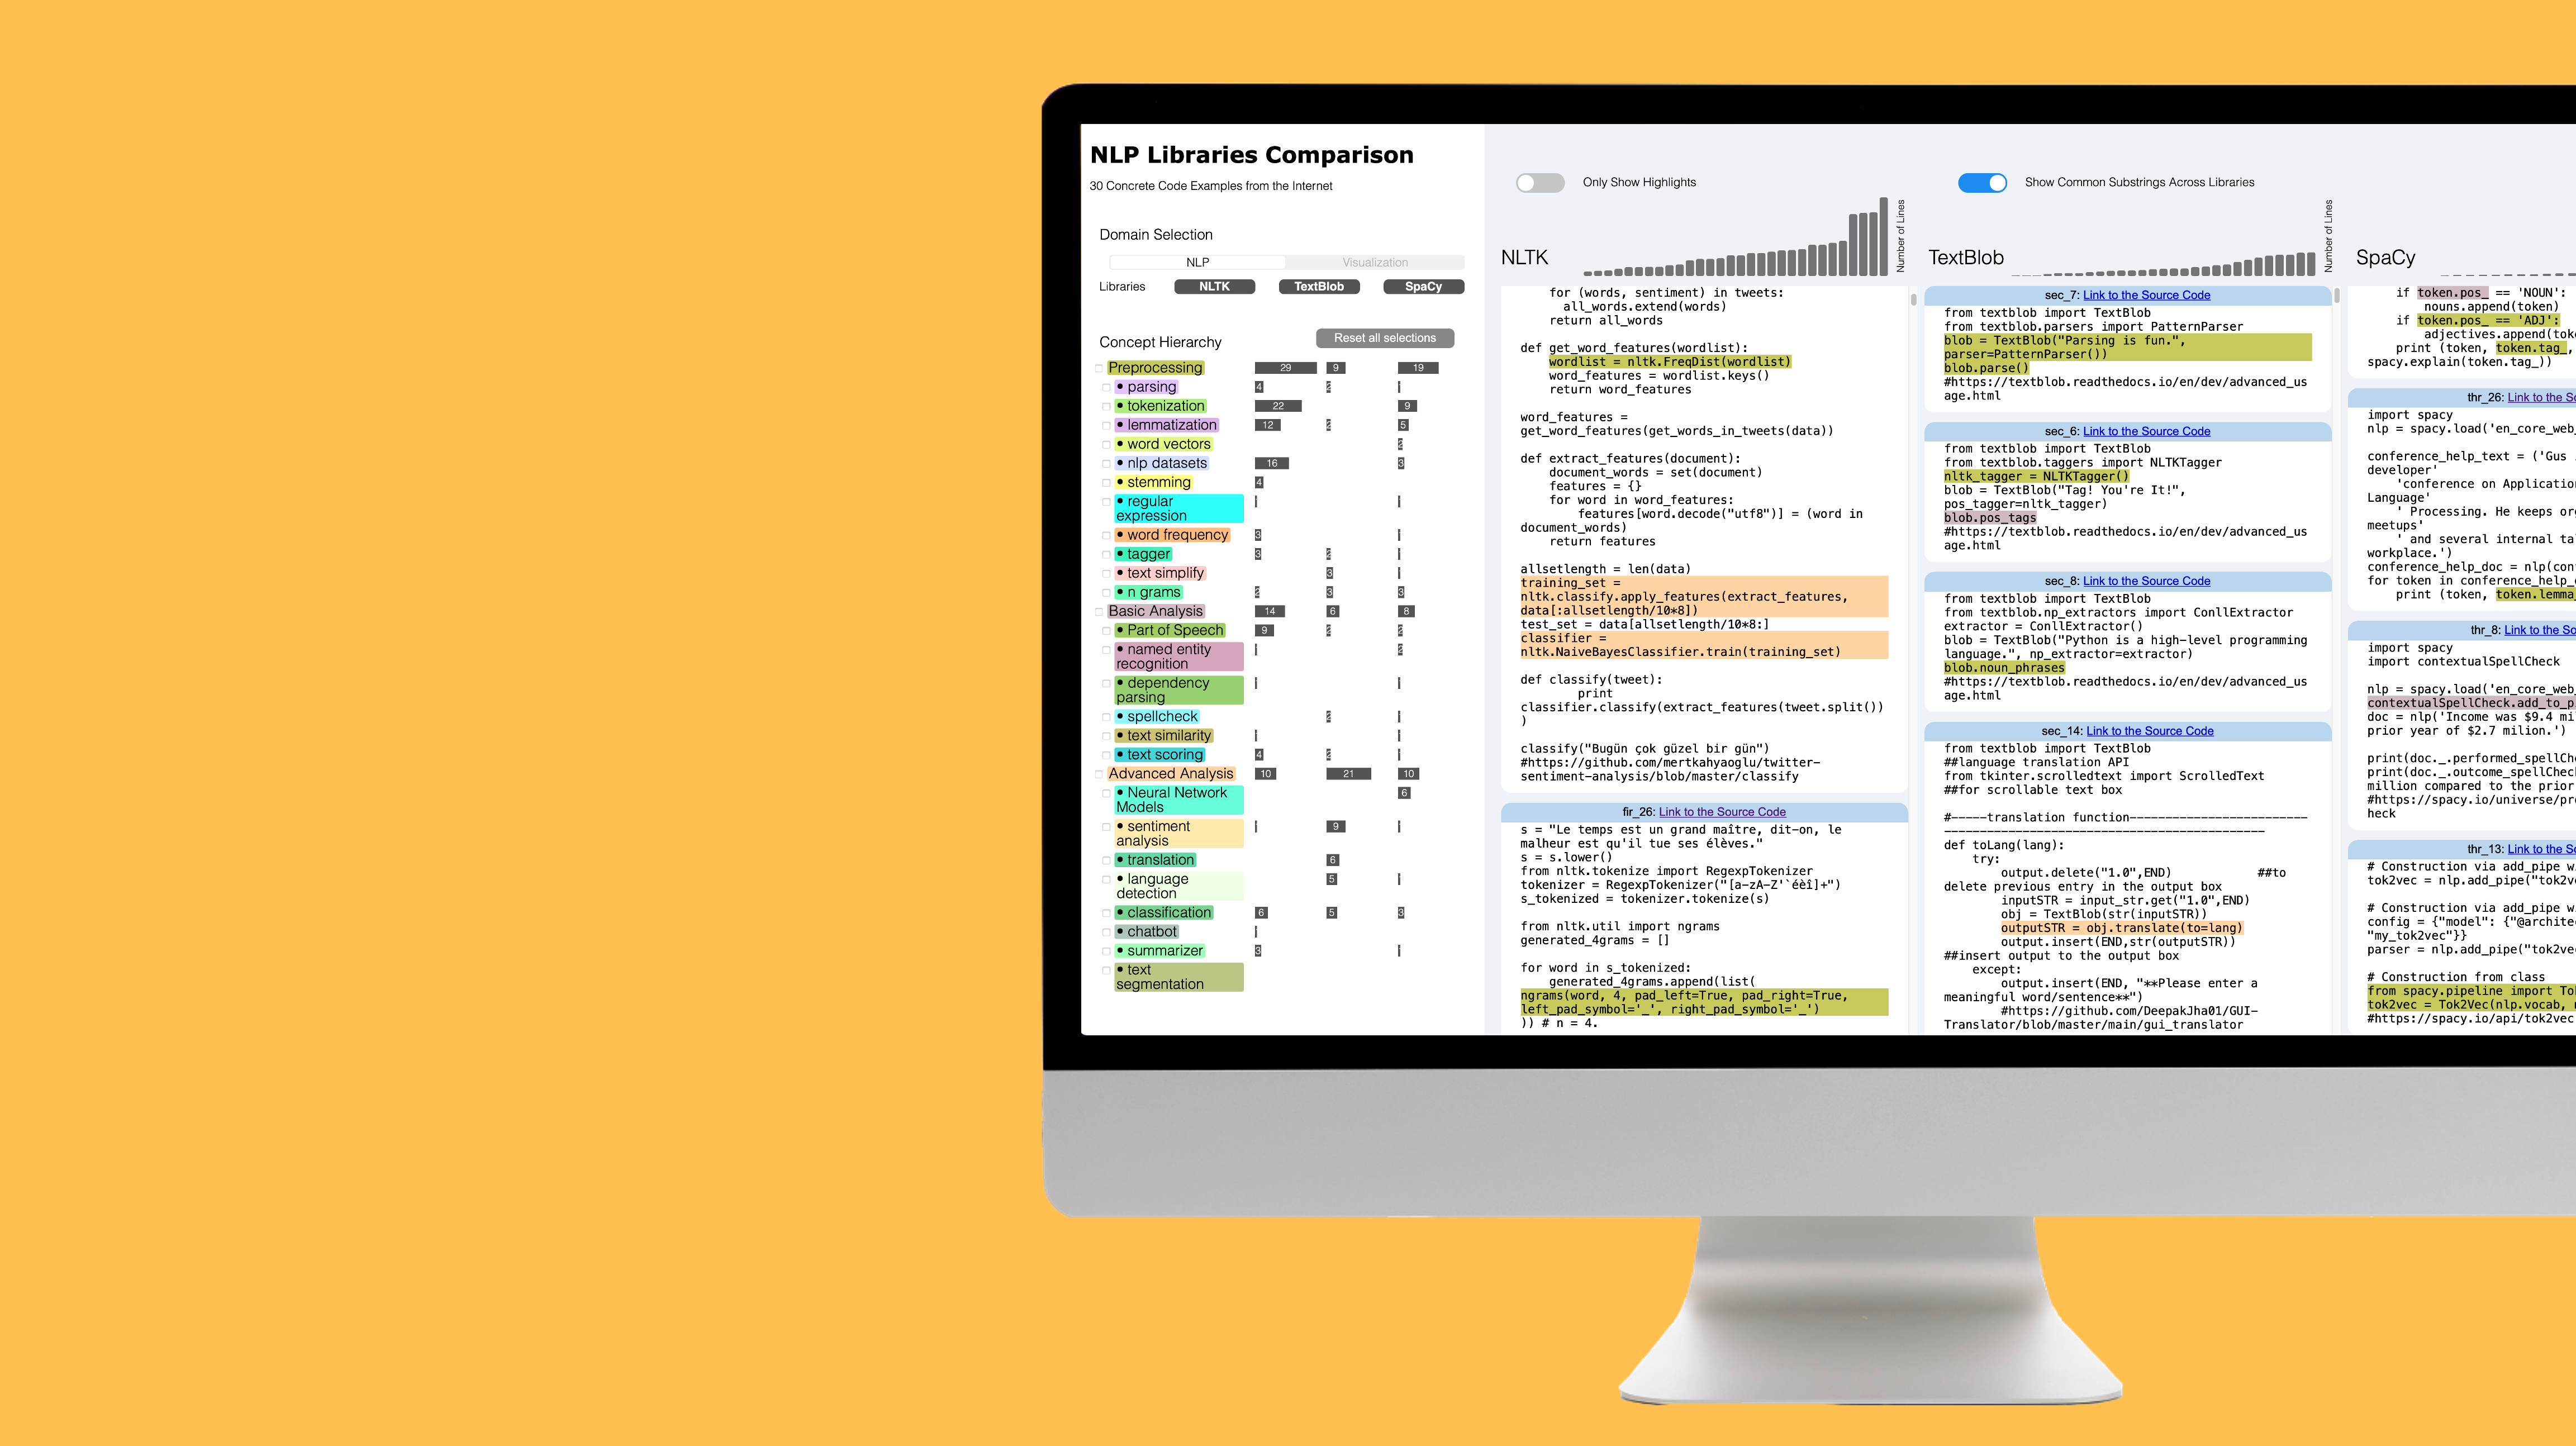 NLP Libraries Comparison
30 Concrete Code Examples from the Internet
Domain Selection
NLP Visualization
Libraries NLTK TextBlob SpaCy
Concept Hierarchy Reset all selections
Preprocessing 29 9 19
• parsing 4
• tokenization 22 9
• lemmatization 12 5
• word vectors
• nlp datasets 16 3
• stemming 4
• regular
expression
• word frequency 3
• tagger 3
• text simplify 3
• n grams 3 3
Basic Analysis 14 6 8
• Part of Speech 9
• named entity
recognition
• dependency
parsing
• spellcheck
• text similarity
• text scoring 4
Advanced Analysis 10 21 10
• Neural Network
Models 6
• sentiment
analysis 9
• translation 6
• language
detection 5
• classification 6 5 3
• chatbot
• summarizer 3
• text
segmentation
Only Show Highlights
Show Common Substrings Across Libraries
NLTK
Number of Lines
for (words, sentiment) in tweets:
all_words.extend(words)
return all_words
def get_word_features(wordlist):
wordlist = nltk.FreqDist(wordlist)
word_features = wordlist.keys()
return word_features
word_features =
get_word_features(get_words_in_tweets(data))
def extract_features(document):
document_words = set(document)
features = {}
for word in word_features:
features[word.decode("utf8")] = (word in
document_words)
return features
allsetlength = len(data)
training_set =
nltk.classify.apply_features(extract_features,
data[:allsetlength/10*8])
test_set = data[allsetlength/10*8:]
classifier =
nltk.NaiveBayesClassifier.train(training_set)
def classify(tweet):
print
classifier.classify(extract_features(tweet.split())
)
classify("Bugün çok güzel bir gün")
#https://github.com/mertkahyaoglu/twitter-
sentiment-analysis/blob/master/classify
fir_26: Link to the Source Code
s = "Le temps est un grand maître, dit-on, le
malheur est qu'il tue ses élèves."
s = s.lower()
from nltk.tokenize import RegexpTokenizer
tokenizer = RegexpTokenizer("[a-zA-Z'`éèî]+")
s_tokenized = tokenizer.tokenize(s)
from nltk.util import ngrams
generated_4grams = []
for word in s_tokenized:
generated_4grams.append(list(
ngrams(word, 4, pad_left=True, pad_right=True,
left_pad_symbol='_', right_pad_symbol='_')
)) # n = 4.
TextBlob
Number of Lines
sec_7: Link to the Source Code
from textblob import TextBlob
from textblob.parsers import PatternParser
blob = TextBlob("Parsing is fun.",
parser=PatternParser())
blob.parse()
#https://textblob.readthedocs.io/en/dev/advanced_us
age.html
sec_6: Link to the Source Code
from textblob import TextBlob
from textblob.taggers import NLTKTagger
nltk_tagger = NLTKTagger()
blob = TextBlob("Tag! You're It!",
pos_tagger=nltk_tagger)
blob.pos_tags
#https://textblob.readthedocs.io/en/dev/advanced_us
age.html
sec_8: Link to the Source Code
from textblob import TextBlob
from textblob.np_extractors import ConllExtractor
extractor = ConllExtractor()
blob = TextBlob("Python is a high-level programming
language.", np_extractor=extractor)
blob.noun_phrases
#https://textblob.readthedocs.io/en/dev/advanced_us
age.html
sec_14: Link to the Source Code
from textblob import TextBlob
##language translation API
from tkinter.scrolledtext import ScrolledText
##for scrollable text box
#-----translation function-------------------------
---------------------------------------------
def toLang(lang):
try:
output.delete("1.0",END) ##to
delete previous entry in the output box
inputSTR = input_str.get("1.0",END)
obj = TextBlob(str(inputSTR))
outputSTR = obj.translate(to=lang)
output.insert(END,str(outputSTR))
##insert output to the output box
except:
output.insert(END, "**Please enter a
meaningful word/sentence**")
#https://github.com/DeepakJha01/GUI-
Translator/blob/master/main/gui_translator
SpaCy
if token.pos_ == 'NOUN':
nouns.append(token)
if token.pos_ == 'ADJ':
adjectives.append(tok
print (token, token.tag_,
spacy.explain(token.tag_))
thr_26: Link to the So
import spacy
nlp = spacy.load('en_core_web_
conference_help_text = ('Gus
developer'
'conference on Application
Language'
' Processing. He keeps org
meetups'
' and several internal tal
workplace.')
conference_help_doc = nlp(con
for token in conference_help_
print (token, token.lemma_
thr_8: Link to the So
import spacy
import contextualSpellCheck
nlp = spacy.load('en_core_web_
contextualSpellCheck.add_to_p
doc = nlp('Income was $9.4 mi
prior year of $2.7 milion.')
print(doc._.performed_spellCh
print(doc._.outcome_spellChec
million compared to the prior
#https://spacy.io/universe/pr
heck
thr_13: Link to the So
# Construction via add_pipe w
tok2vec = nlp.add_pipe("tok2v
# Construction via add_pipe w
config = {"model": {"@archite
"my_tok2vec"}}
parser = nlp.add_pipe("tok2ve
# Construction from class
from spacy.pipeline import To
tok2vec = Tok2Vec(nlp.vocab,
#https://spacy.io/api/tok2vec